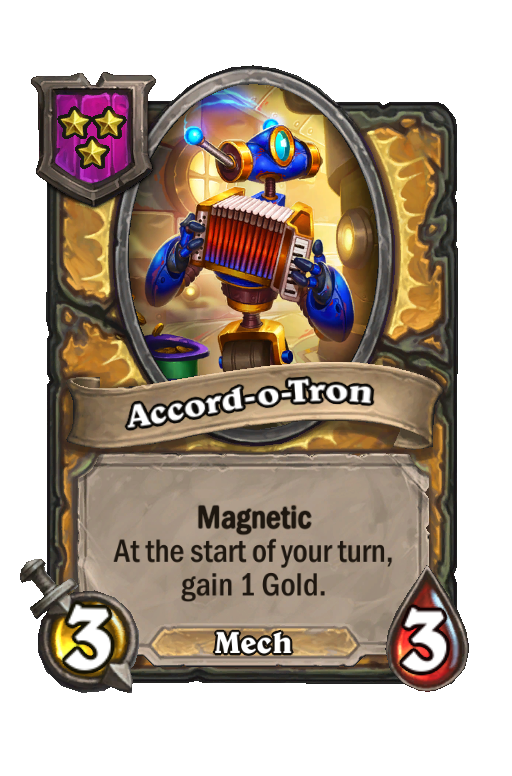 Accord-o-Tron
Magnetic
At the start of your turn,
gain 1 Gold.
3
Mech
3